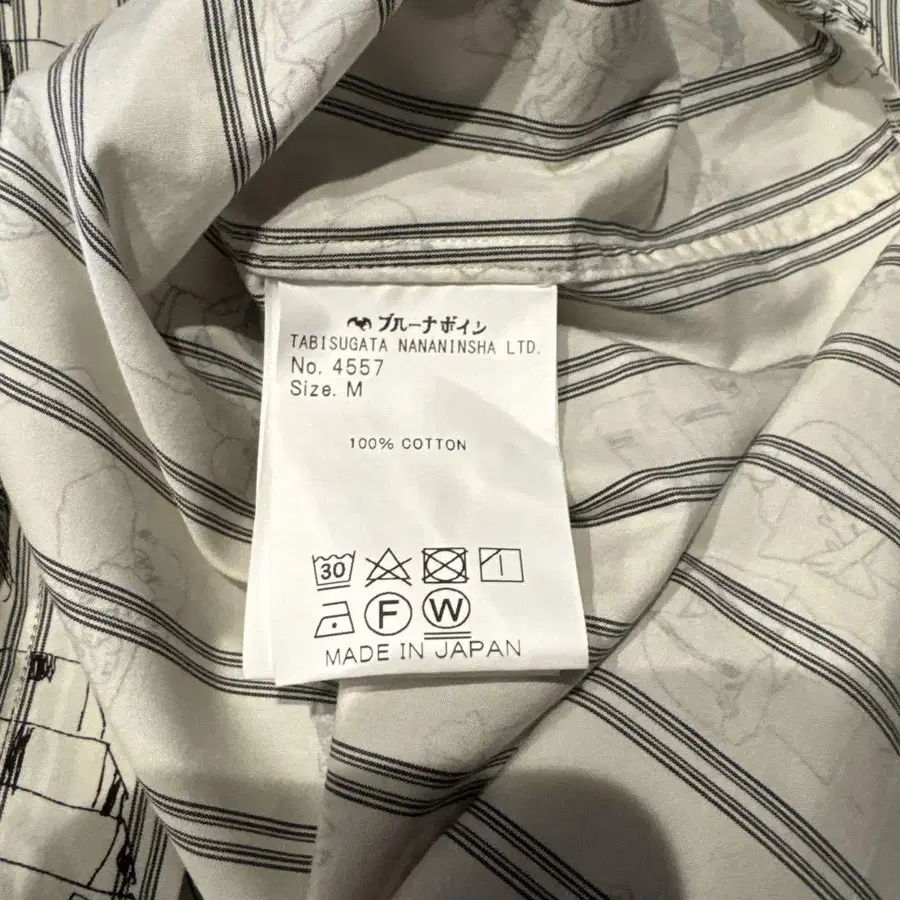 ブルーナボイン
TABISUGATA NANANINSHA LTD.
No. 4557
Size. M
100% COTTON
30
F W
MADE IN JAPAN